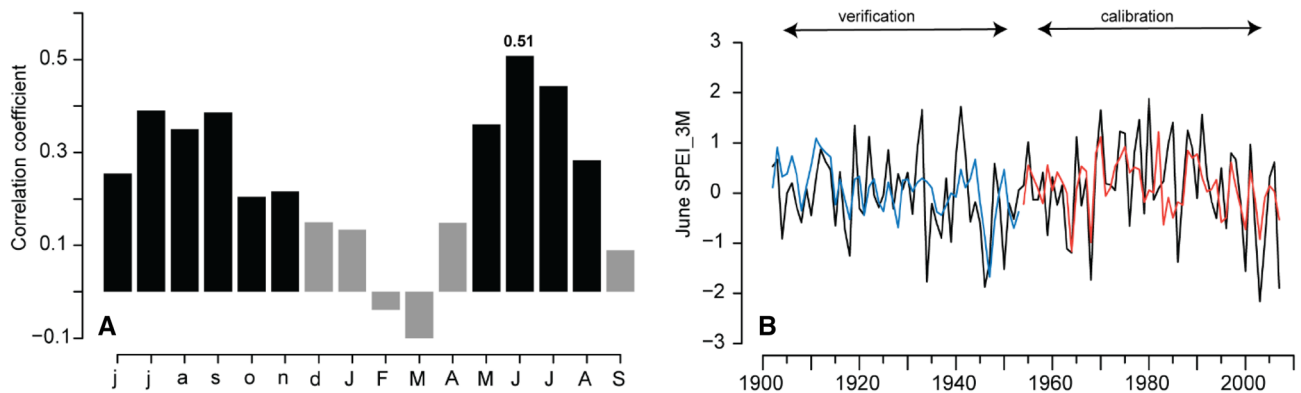 0.51
Correlation coefficient
0.5
0.3
0.1
−0.1
A
j j a s o n d J F M A M J J A S
verification calibration
June SPEI_3M
3
2
1
0
−1
−2
−3
B
1900 1920 1940 1960 1980 2000